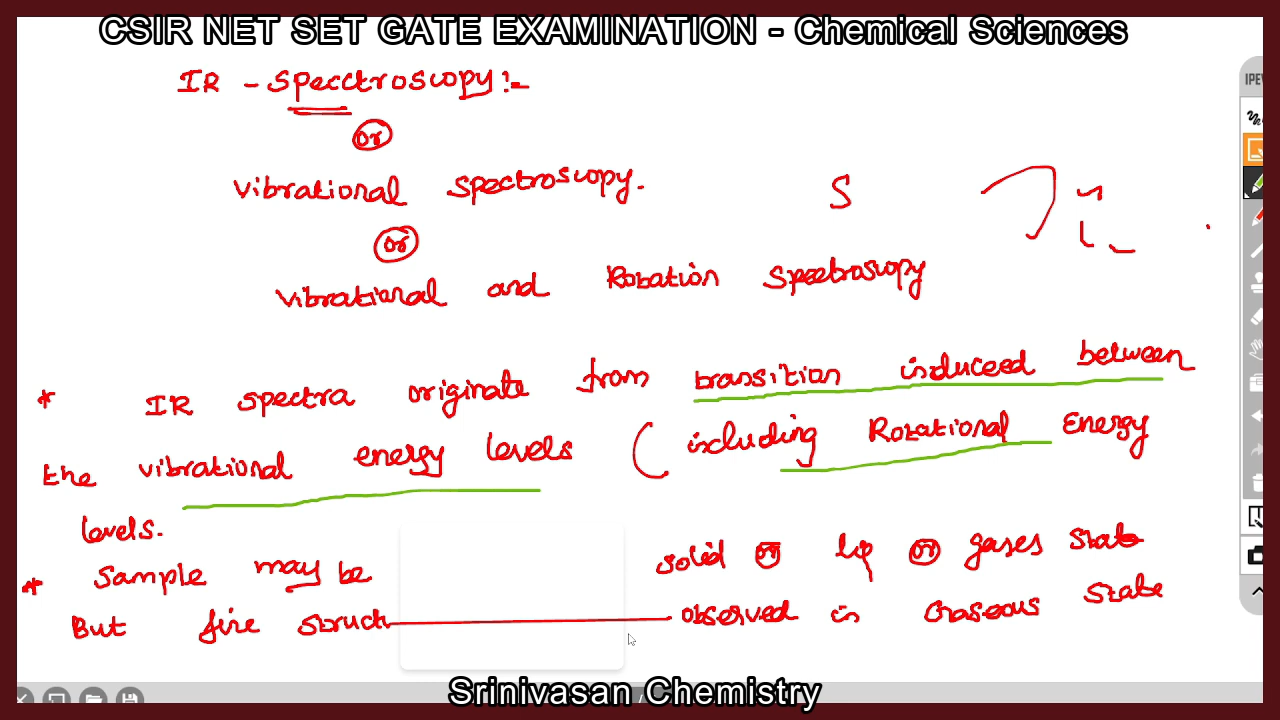 CSIR NET SET GATE EXAMINATION - Chemical Sciences
IR - Specctroscopy :-
or
Vibrational Spectroscopy.
S
or
Vibrational and Rotation Spectroscopy
* IR spectra originate from transition induceed between
the vibrational energy levels ( including Rotational Energy
levels.
* Sample may be solid or liq or gases state
But fine struct observed in Gaseous state
Srinivasan Chemistry